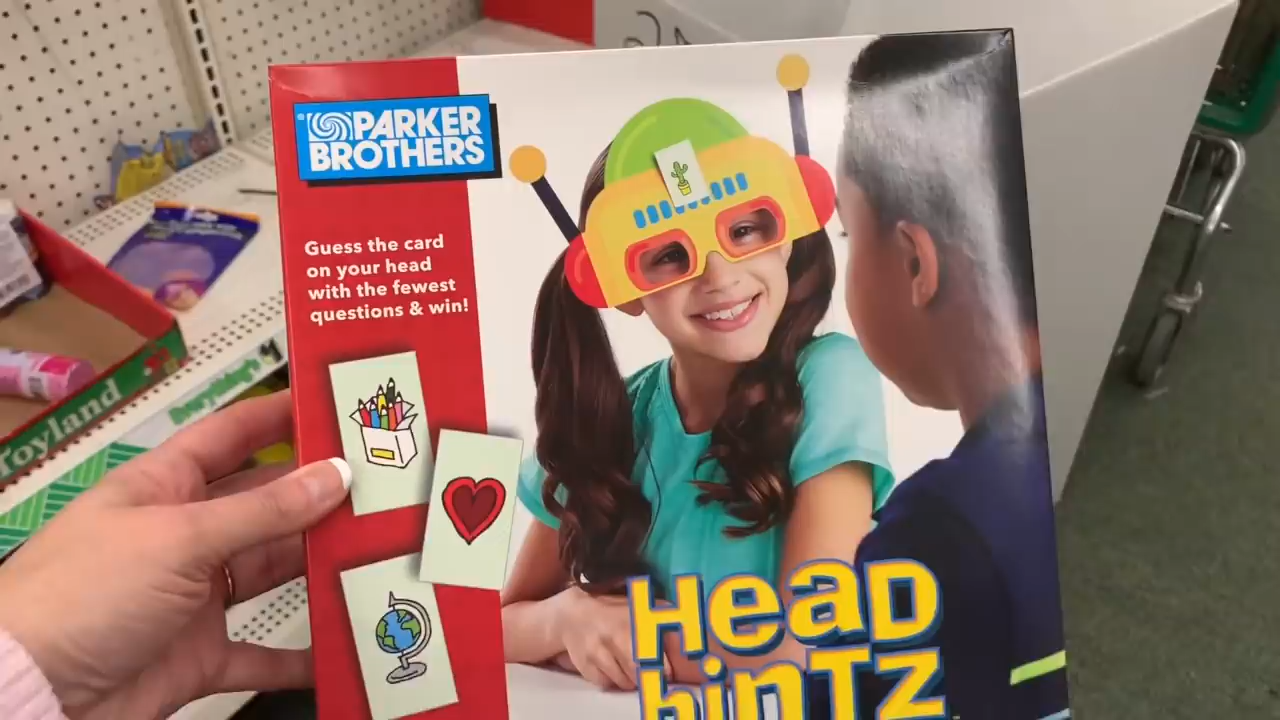 PARKER
BROTHERS
Guess the card
on your head
with the fewest
questions & win!
Head
hinTz
Toyland